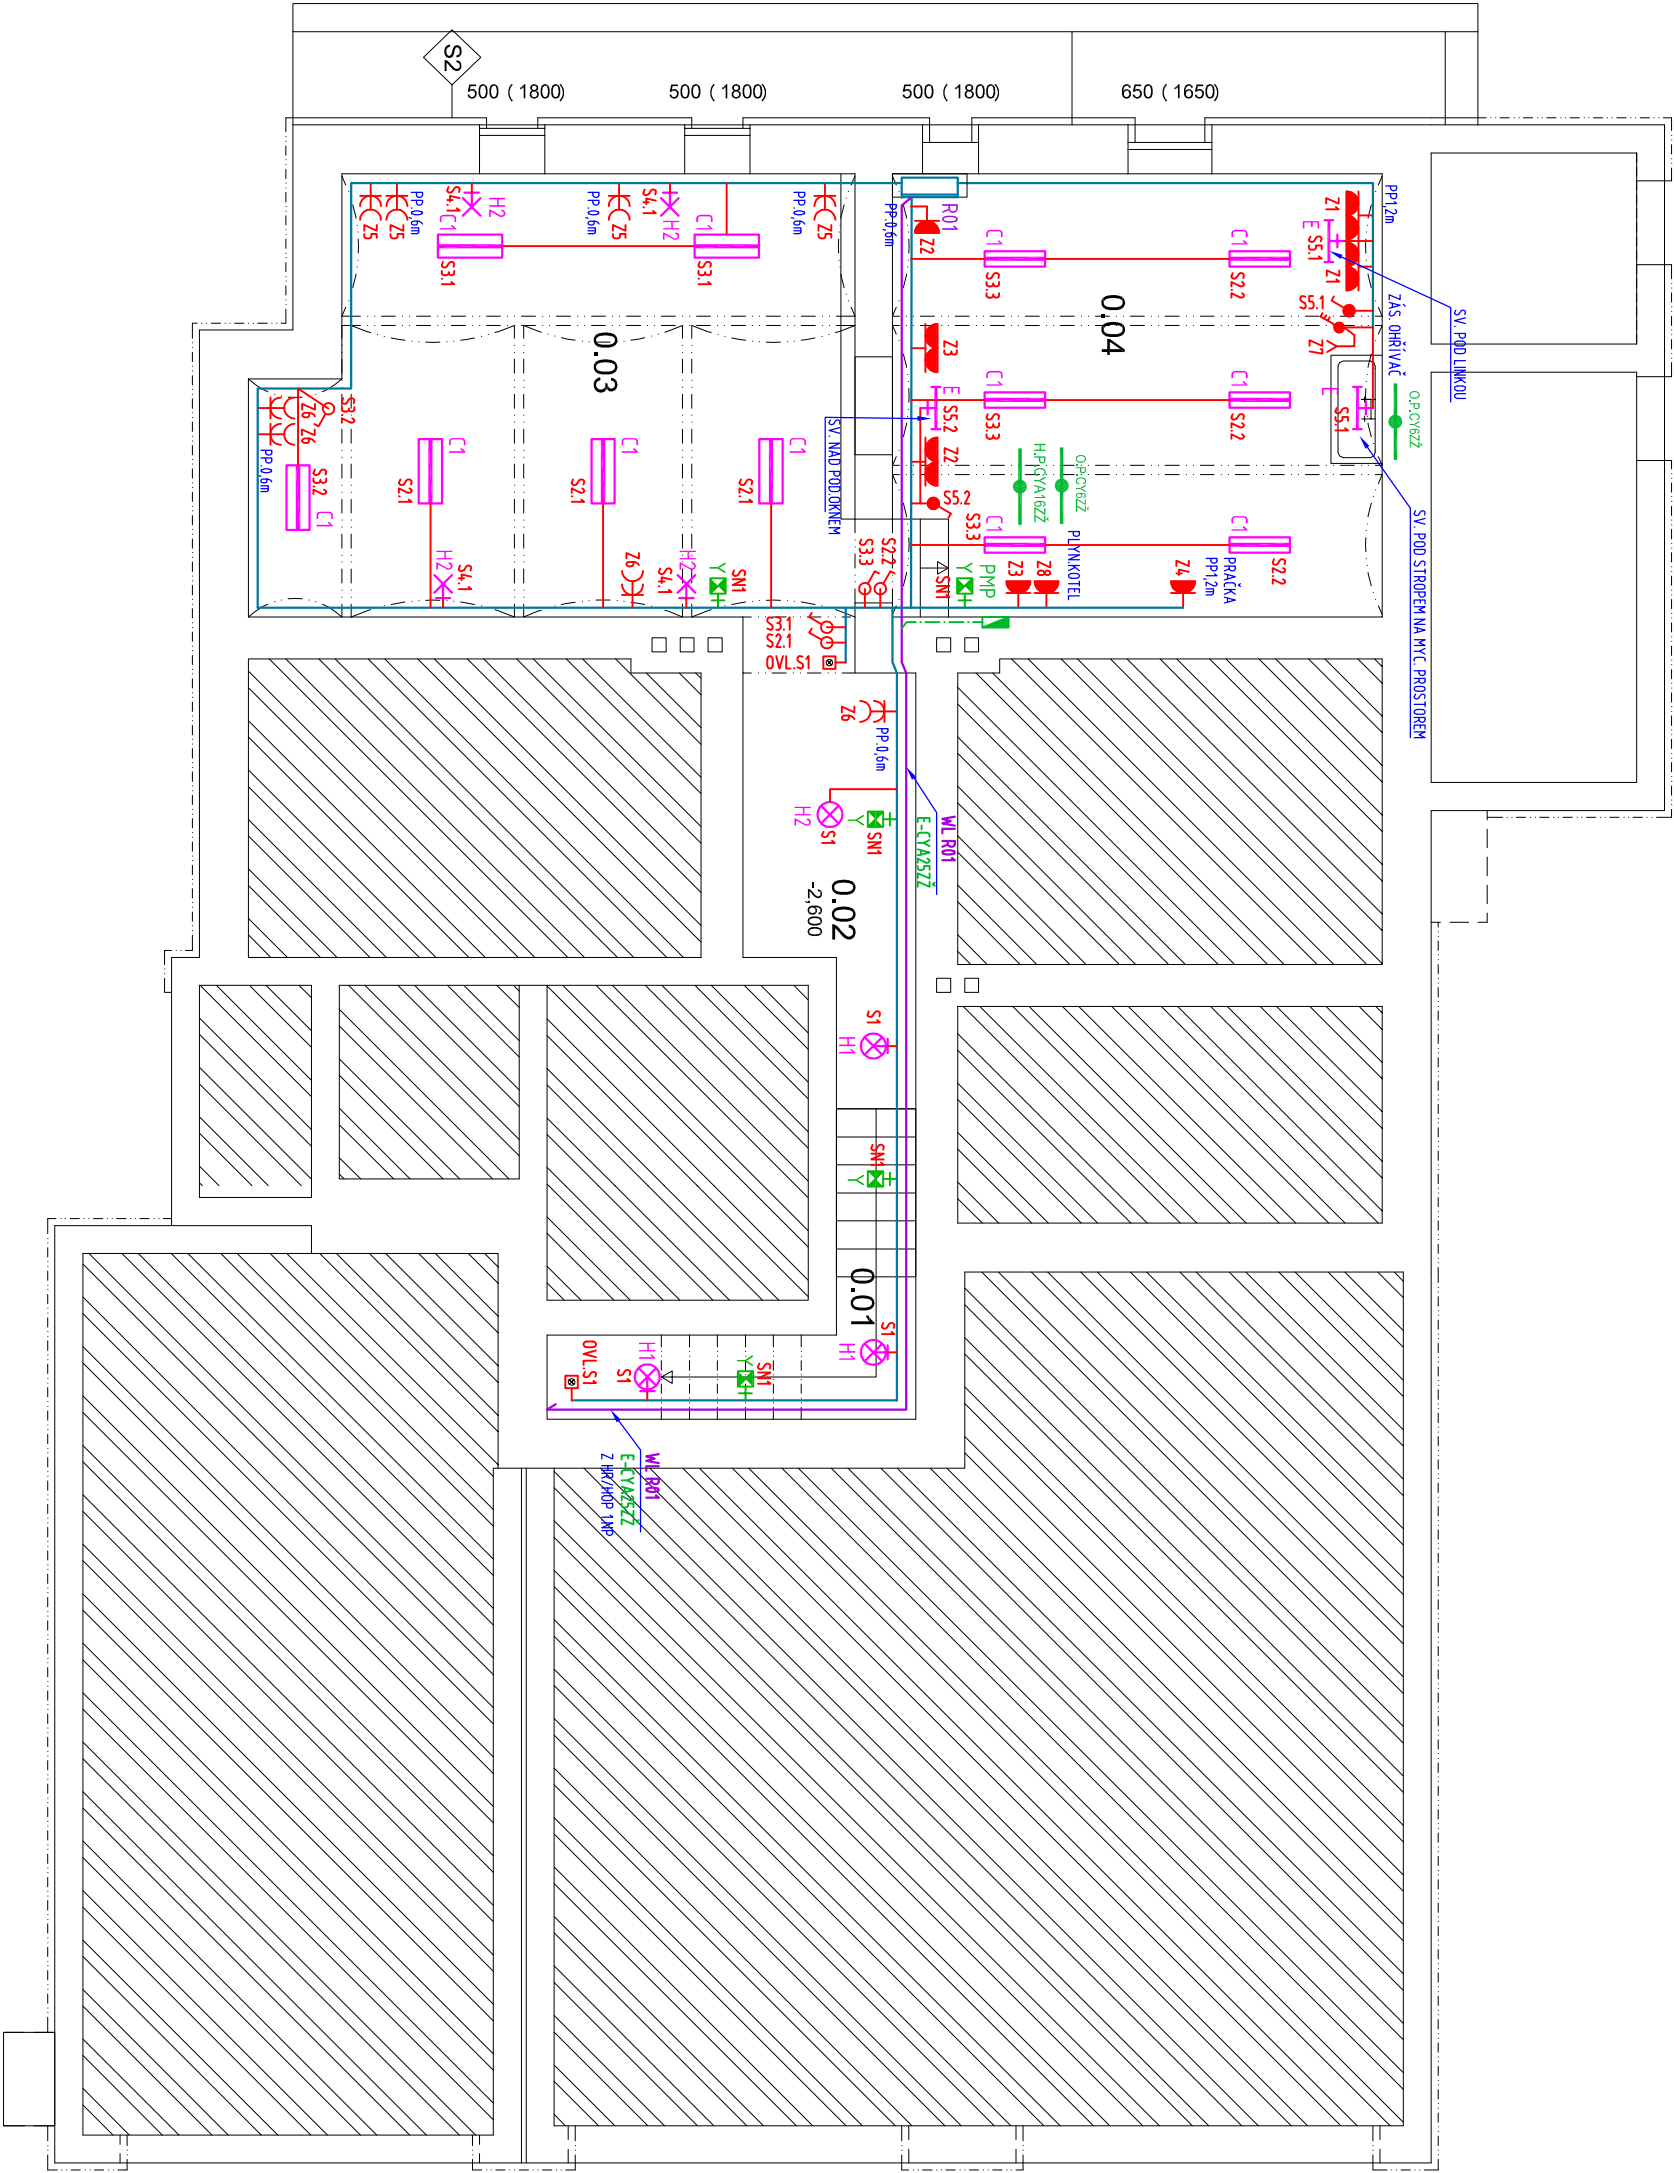 S2
500 ( 1800)
500 ( 1800)
500 ( 1800)
650 ( 1650)
PP1,2m
Z1
E
S5.1
Z1
S5.1
Z7
ZÁS. OHŘÍVAČ
SV. POD LINKOU
E
S5.1
O.P.CY6ZŽ
SV. POD STROPEM NA MYC. PROSTOREM
R01
Z2
PP.0,6m
C1
S3.3
C1
S2.2
0.04
Z3
E
S5.2
C1
S3.3
C1
S2.2
Z2
S5.2
SV. NAD POD.OKNEM
H.P.CYA16ZŽ
O.P.CY6ZŽ
S3.3
C1
C1
S2.2
PLYN.KOTEL
PMP
Z3
Z8
Z4
PRAČKA
PP1,2m
SN1
Y
S2.2
S3.3
Z5
Z5
PP.0,6m
S4.1
H2
C1
S3.1
PP.0,6m
Z5
S4.1
H2
C1
S3.1
PP.0,6m
Z5
0.03
S3.2
Z6
Z6
PP.0,6m
S3.2
C1
C1
S2.1
C1
S2.1
C1
S2.1
H2
S4.1
Z6
H2
S4.1
Y
SN1
S3.1
S2.1
OVL.S1
Z6
PP.0,6m
H2
S1
Y
SN1
WL R01
E-CYA25ZŽ
0.02
-2,600
S1
H1
SN1
Y
0.01
S1
H1
OVL.S1
H1
S1
Y
SN1
WL R01
E-CYA25ZŽ
Z HR/HOP 1.NP